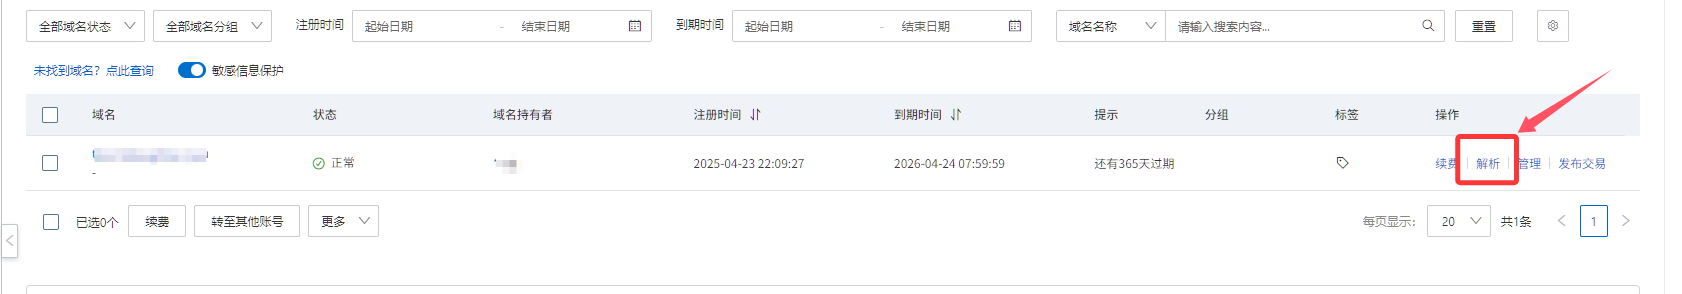 全部域名状态 全部域名分组 注册时间 起始日期 - 结束日期 到期时间 起始日期 - 结束日期 域名名称 请输入搜索内容... 重置
未找到域名？点此查询 敏感信息保护
域名 状态 域名持有者 注册时间 到期时间 提示 分组 标签 操作
正常 2025-04-23 22:09:27 2026-04-24 07:59:59 还有365天过期 续费 解析 管理 发布交易
-
已选0个 续费 转至其他账号 更多 每页显示： 20 共1条 1